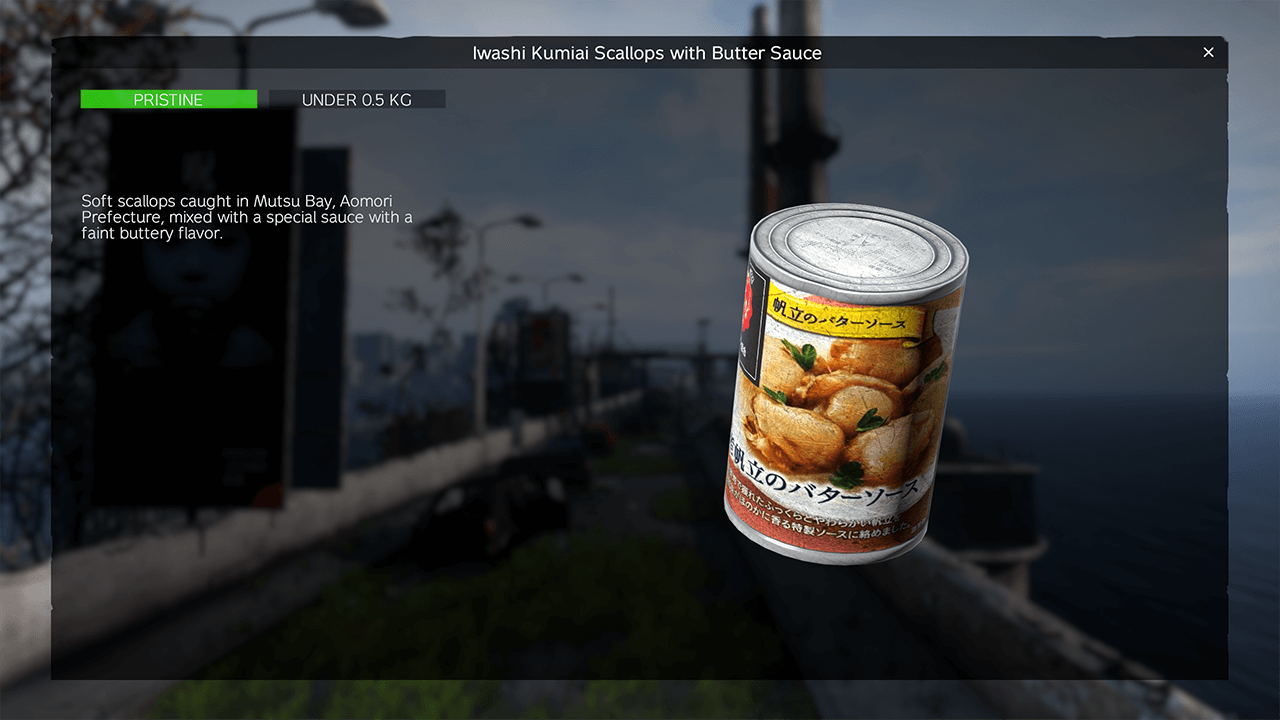 Iwashi Kumiai Scallops with Butter Sauce
PRISTINE
UNDER 0.5 KG
Soft scallops caught in Mutsu Bay, Aomori
Prefecture, mixed with a special sauce with a
faint buttery flavor.
帆立のバターソース
帆立のバターソース
獲れたふっくらとやわらかい帆立を
ほのかに香る特製ソースに絡めました。